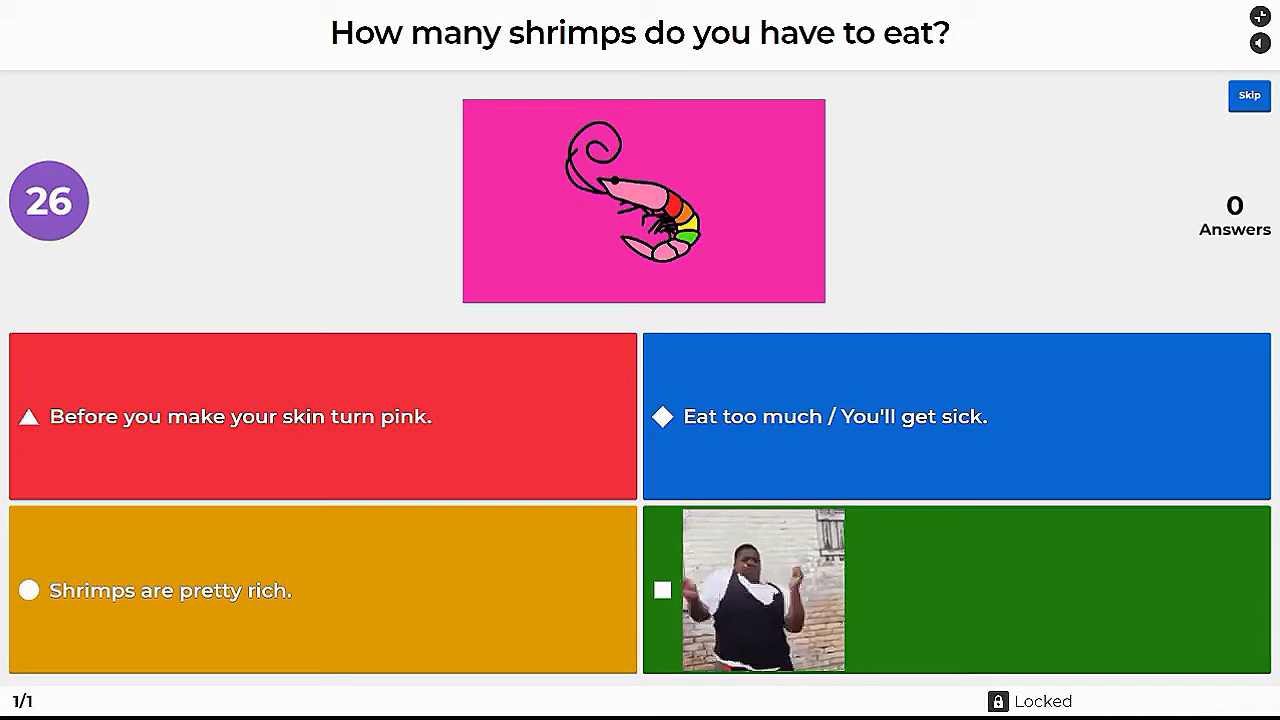 How many shrimps do you have to eat?
Skip
26
0
Answers
Before you make your skin turn pink.
Eat too much / You'll get sick.
Shrimps are pretty rich.
1/1
Locked